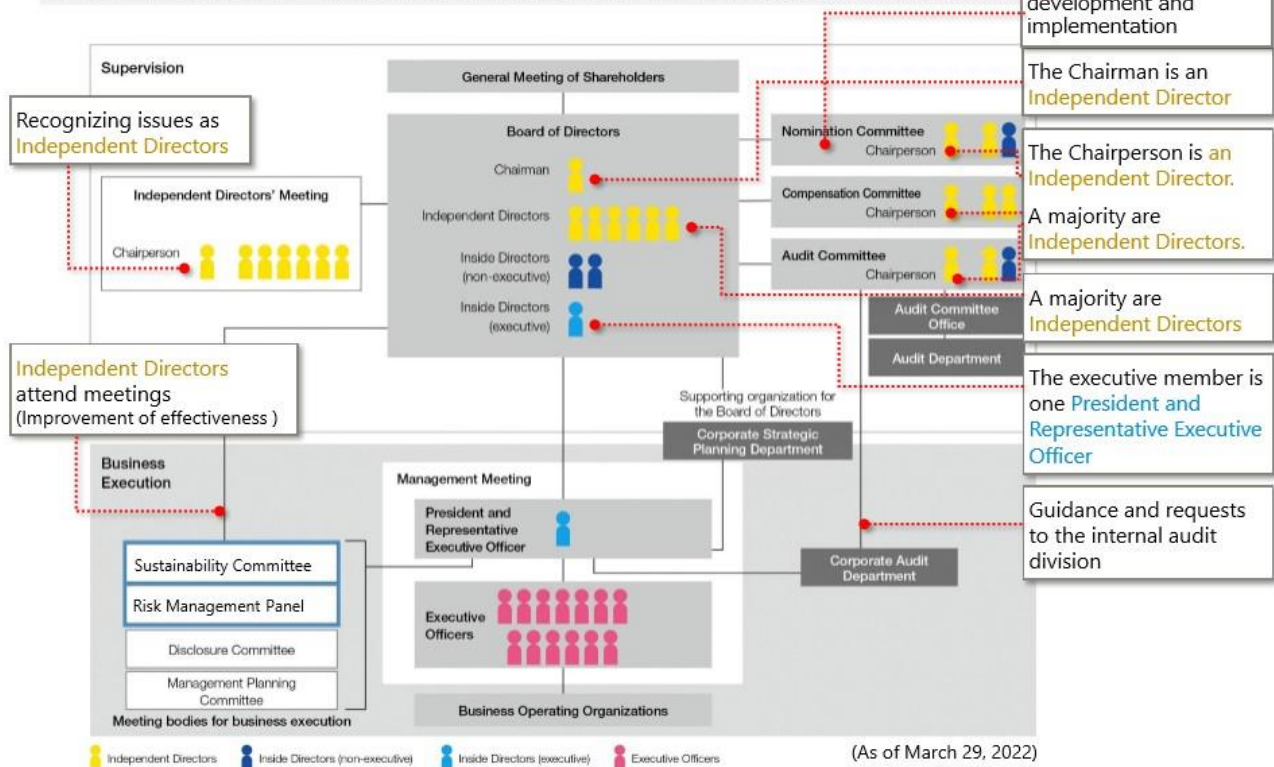 development and
implementation
Supervision
General Meeting of Shareholders
The Chairman is an
Independent Director
Recognizing issues as
Independent Directors
Board of Directors
Chairman
Independent Directors
Inside Directors
(non-executive)
Inside Directors
(executive)
Nomination Committee
Chairperson
Compensation Committee
Chairperson
Audit Committee
Chairperson
The Chairperson is an
Independent Director.
A majority are
Independent Directors.
Independent Directors' Meeting
Chairperson
Audit Committee
Office
Audit Department
A majority are
Independent Directors
Independent Directors
attend meetings
(Improvement of effectiveness )
The executive member is
one President and
Representative Executive
Officer
Supporting organization for
the Board of Directors
Corporate Strategic
Planning Department
Business
Execution
Management Meeting
President and
Representative
Executive Officer
Guidance and requests
to the internal audit
division
Corporate Audit
Department
Sustainability Committee
Risk Management Panel
Disclosure Committee
Management Planning
Committee
Meeting bodies for business execution
Executive
Officers
Business Operating Organizations
Independent Directors
Inside Directors (non-executive)
Inside Directors (executive)
Executive Officers
(As of March 29, 2022)